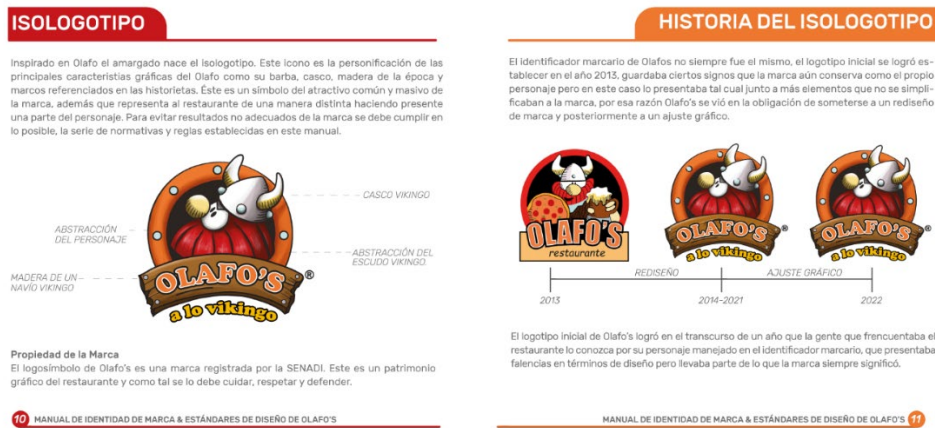 ISOLOGOTIPO
Inspirado en Olafo el amargado nace el isologotipo. Este icono es la personificación de las
principales caracteristias gráficas del Olafo como su barba, casco, madera de la época y
marcos referenciados en las historietas. Éste es un símbolo del atractivo común y masivo de
la marca, además que representa al restaurante de una manera distinta haciendo presente
una parte del personaje. Para evitar resultados no adecuados de la marca se debe cumplir en
lo posible, la serie de normativas y reglas establecidas en este manual.
CASCO VIKINGO
ABSTRACCIÓN
DEL PERSONAJE
ABSTRACCIÓN DEL
ESCUDO VIKINGO.
MADERA DE UN
NAVÍO VIKINGO
OLAFO'S ®
a lo vikingo
Propiedad de la Marca
El logosímbolo de Olafo's es una marca registrada por la SENADI. Este es un patrimonio
gráfico del restaurante y como tal se lo debe cuidar, respetar y defender.
10 MANUAL DE IDENTIDAD DE MARCA & ESTÁNDARES DE DISEÑO DE OLAFO'S
HISTORIA DEL ISOLOGOTIPO
El identificador marcario de Olafos no siempre fue el mismo, el logotipo inicial se logró es-
tablecer en el año 2013, guardaba ciertos signos que la marca aún conserva como el propio
personaje pero en este caso lo presentaba tal cual junto a más elementos que no se simpli-
ficaban a la marca, por esa razón Olafo's se vió en la obligación de someterse a un rediseño
de marca y posteriormente a un ajuste gráfico.
OLAFO'S
restaurante
OLAFO'S ®
a lo vikingo
OLAFO'S ®
a lo vikingo
REDISEÑO
AJUSTE GRÁFICO
2013
2014-2021
2022
El logotipo inicial de Olafo's logró en el transcurso de un año que la gente que frencuentaba el
restaurante lo conozca por su personaje manejado en el identificador marcario, que presentaba
falencias en términos de diseño pero llevaba parte de lo que la marca siempre significó.
MANUAL DE IDENTIDAD DE MARCA & ESTÁNDARES DE DISEÑO DE OLAFO'S 11